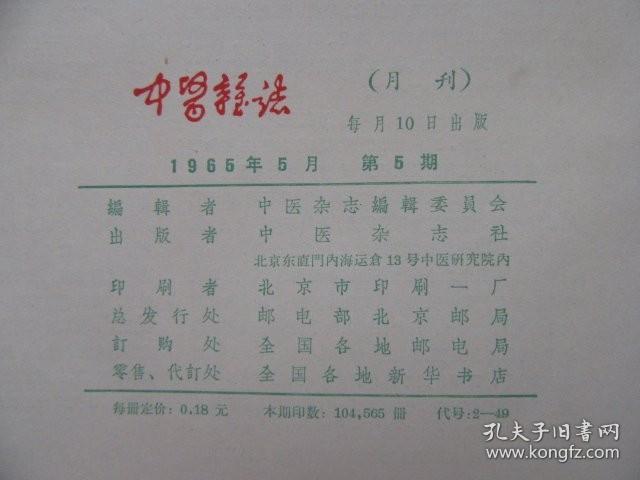 中醫雜誌
(月刊)
每月10日出版
1965年5月 第5期
編輯者 中医杂志編輯委員会
出版者 中医杂志社
北京东直門內海运倉13号中医研究院內
印刷者 北京市印刷一厂
总发行处 邮电部北京邮局
訂购处 全国各地邮电局
零售、代訂处 全国各地新华书店
每册定价:0.18元 本期印数:104,565册 代号:2—49
孔夫子旧书网
www.kongfz.com